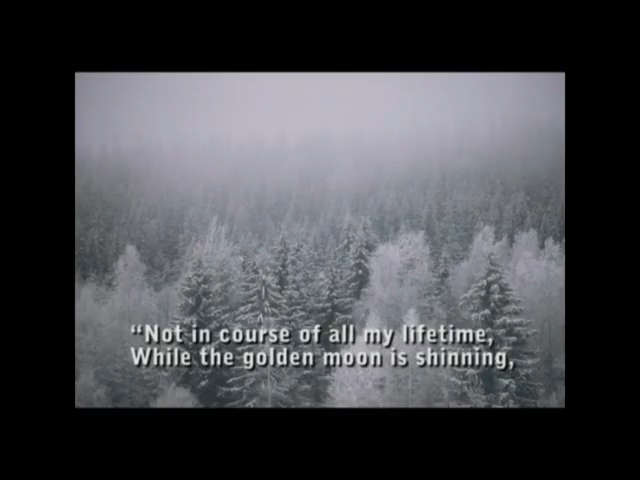 “Not in course of all my lifetime,
While the golden moon is shinning,